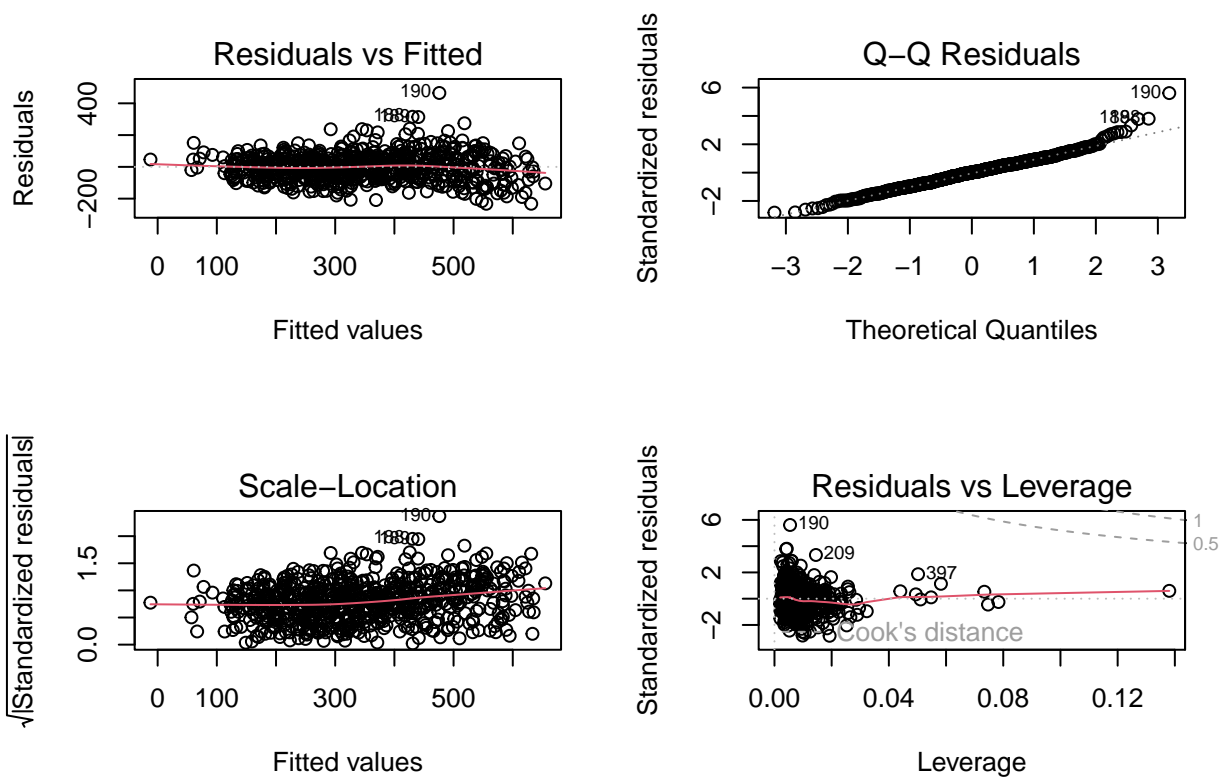 Residuals vs Fitted
Residuals
400
−200
190
0 100 300 500
Fitted values
Q−Q Residuals
Standardized residuals
6
2
−2
190
−3 −2 −1 0 1 2 3
Theoretical Quantiles
Scale−Location
√|Standardized residuals|
1.5
0.0
190
0 100 300 500
Fitted values
Residuals vs Leverage
Standardized residuals
6
2
−2
190
209
397
1
0.5
Cook's distance
0.00 0.04 0.08 0.12
Leverage